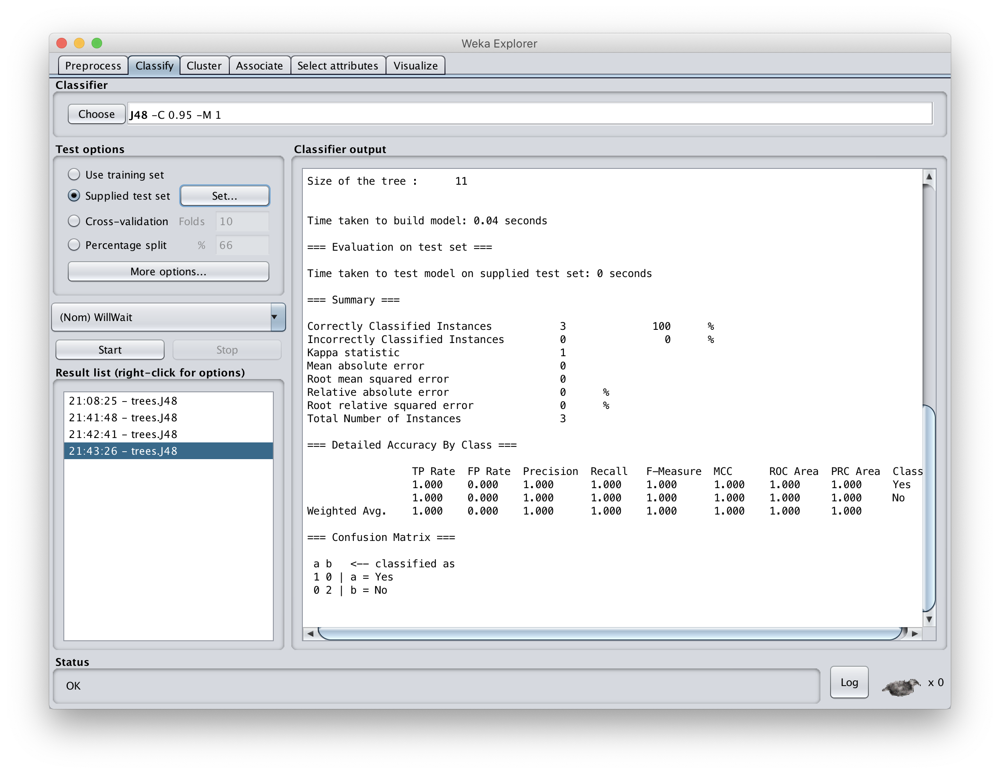 Weka Explorer
Preprocess Classify Cluster Associate Select attributes Visualize
Classifier
Choose J48 -C 0.95 -M 1
Test options
Use training set
Supplied test set Set...
Cross-validation Folds 10
Percentage split % 66
More options...
(Nom) WillWait
Start Stop
Result list (right-click for options)
21:08:25 - trees.J48
21:41:48 - trees.J48
21:42:41 - trees.J48
21:43:26 - trees.J48
Classifier output
Size of the tree : 11
Time taken to build model: 0.04 seconds
=== Evaluation on test set ===
Time taken to test model on supplied test set: 0 seconds
=== Summary ===
Correctly Classified Instances 3 100 %
Incorrectly Classified Instances 0 0 %
Kappa statistic 1
Mean absolute error 0
Root mean squared error 0
Relative absolute error 0 %
Root relative squared error 0 %
Total Number of Instances 3
=== Detailed Accuracy By Class ===
TP Rate FP Rate Precision Recall F-Measure MCC ROC Area PRC Area Class
1.000 0.000 1.000 1.000 1.000 1.000 1.000 1.000 Yes
1.000 0.000 1.000 1.000 1.000 1.000 1.000 1.000 No
Weighted Avg. 1.000 0.000 1.000 1.000 1.000 1.000 1.000 1.000
=== Confusion Matrix ===
a b <-- classified as
1 0 | a = Yes
0 2 | b = No
Status
OK
Log
x 0